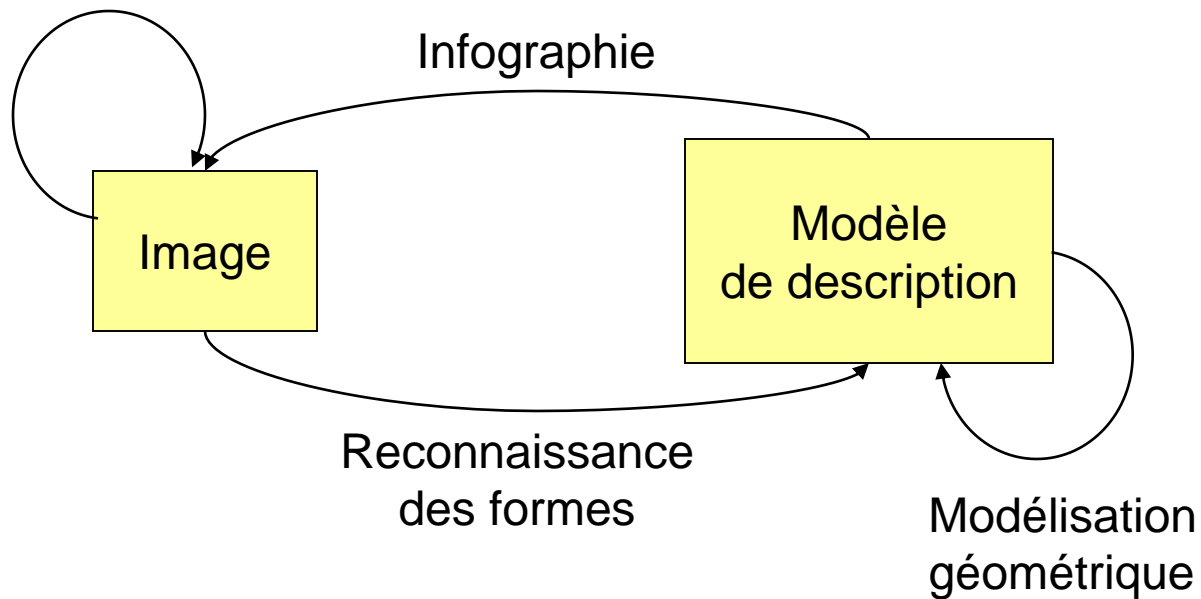 Infographie
Image
Modèle
de description
Reconnaissance
des formes
Modélisation
géométrique